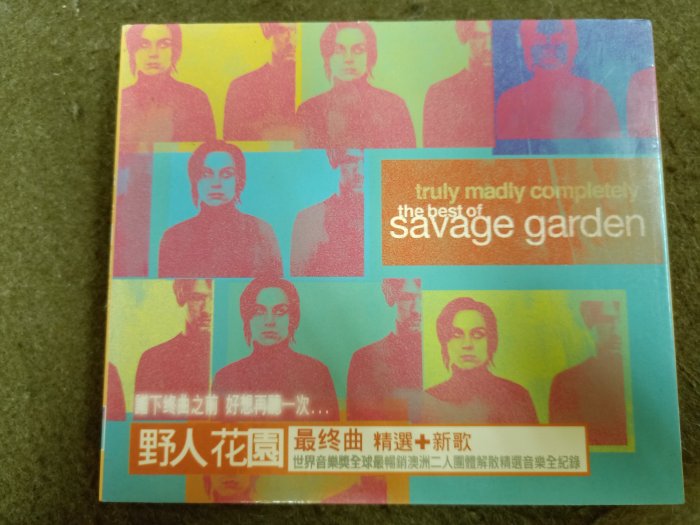 truly madly completely
the best of
savage garden
聽下終曲之前 好想再聽一次...
野人花園
最终曲 精選+新歌
世界音樂獎全球最暢銷澳洲二人團體解散精選音樂全紀錄